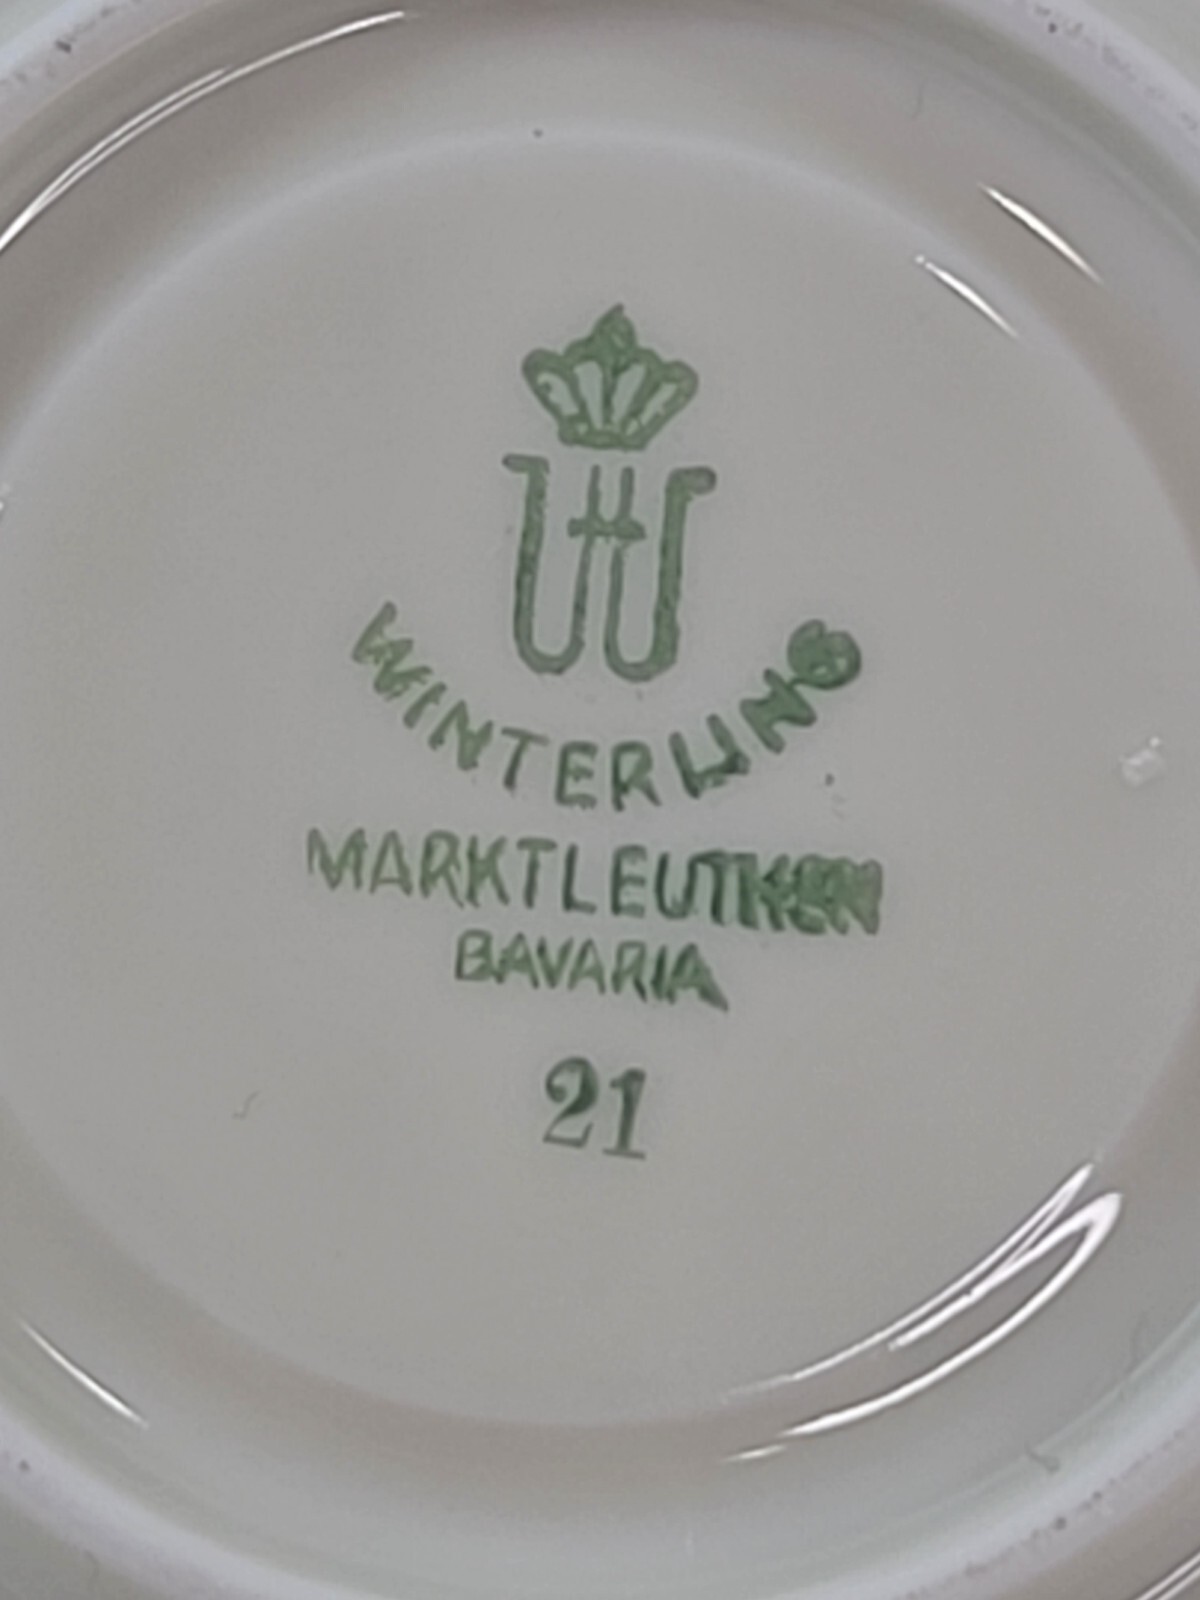 W
WINTERLING
MARKTLEUTHEN
BAVARIA
21